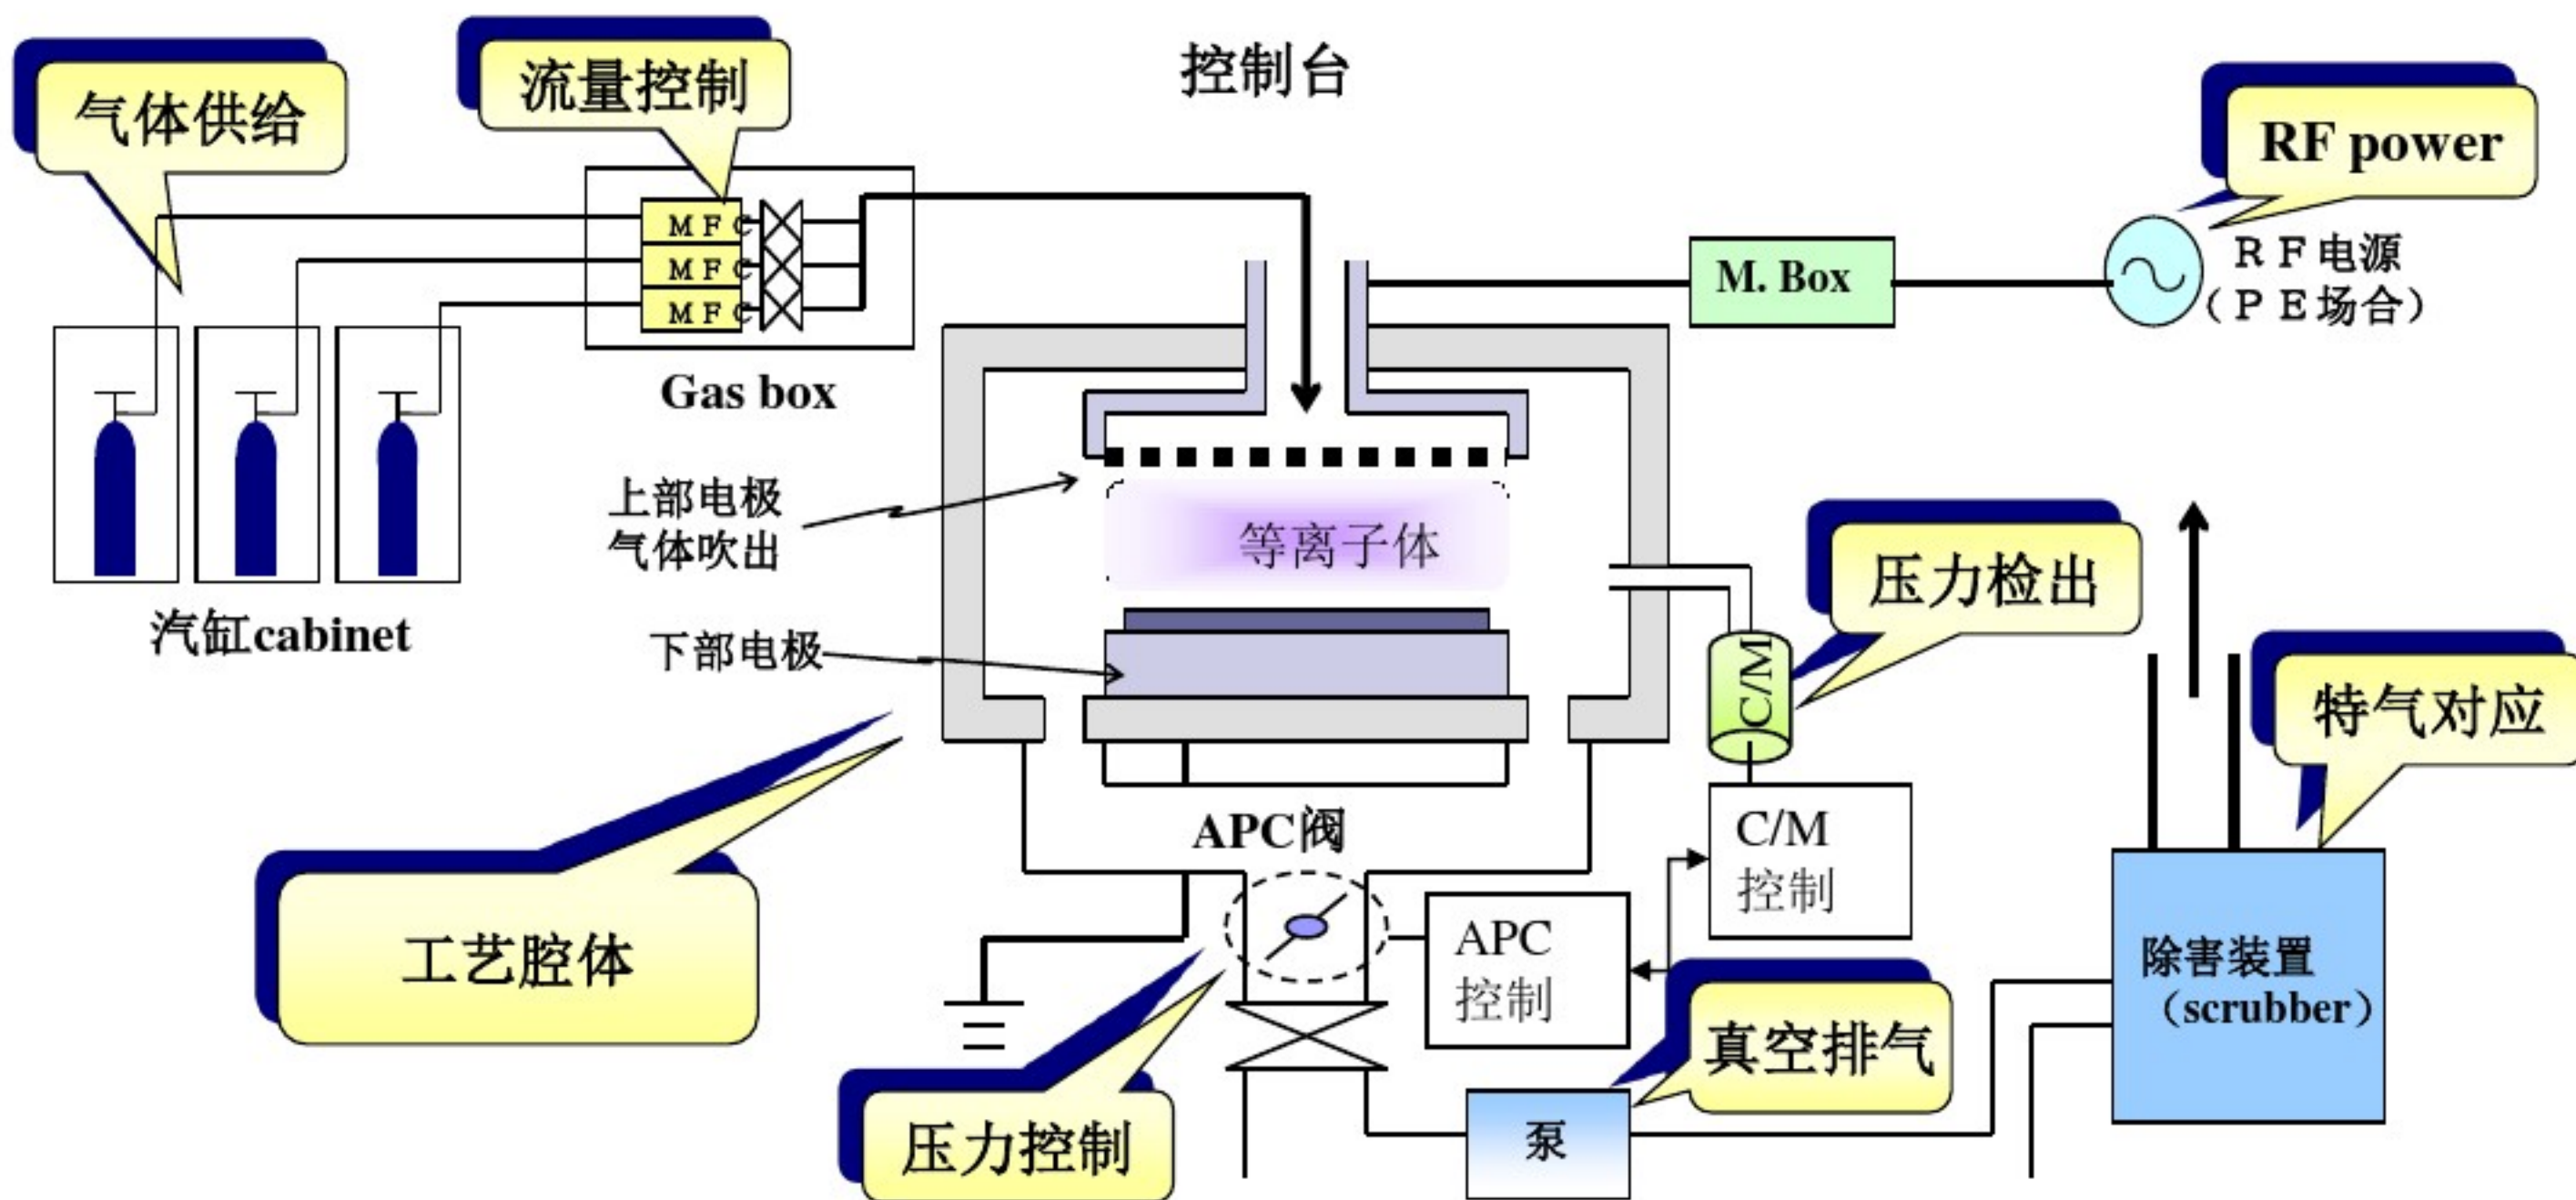 控制台
气体供给
流量控制
RF power
ＭＦＣ
ＭＦＣ
ＭＦＣ
Gas box
M. Box
ＲＦ电源
（ＰＥ场合）
上部电极
气体吹出
等离子体
汽缸cabinet
下部电极
压力检出
C/M
特气对应
APC阀
C/M
控制
工艺腔体
APC
控制
除害装置
（scrubber）
真空排气
压力控制
泵